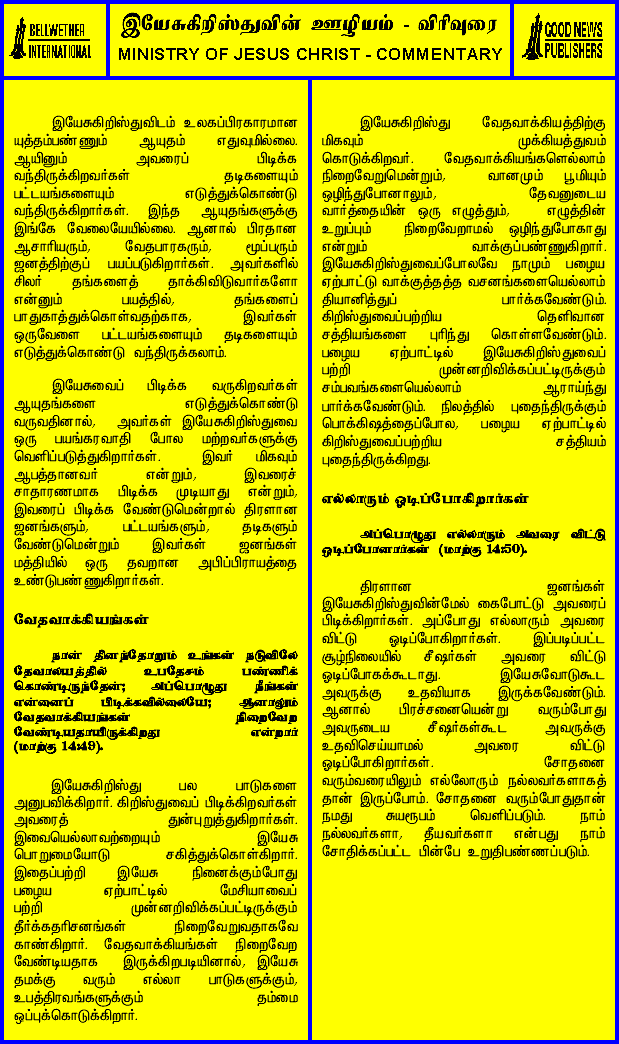 BELLWETHER
INTERNATIONAL
இயேசுகிறிஸ்துவின் ஊழியம் - விரிவுரை
MINISTRY OF JESUS CHRIST - COMMENTARY
GOOD NEWS
PUBLISHERS
இயேசுகிறிஸ்துவிடம் உலகப்பிரகாரமான
யுத்தம்பண்ணும் ஆயுதம் எதுவுமில்லை.
ஆயினும் அவரைப் பிடிக்க
வந்திருக்கிறவர்கள் தடிகளையும்
பட்டயங்களையும் எடுத்துக்கொண்டு
வந்திருக்கிறார்கள். இந்த ஆயுதங்களுக்கு
இங்கே வேலையேயில்லை. ஆனால் பிரதான
ஆசாரியரும், வேதபாரகரும், மூப்பரும்
ஜனத்திற்குப் பயப்படுகிறார்கள். அவர்களில்
சிலர் தங்களைத் தாக்கிவிடுவார்களோ
என்னும் பயத்தில், தங்களைப்
பாதுகாத்துக்கொள்வதற்காக, இவர்கள்
ஒருவேளை பட்டயங்களையும் தடிகளையும்
எடுத்துக்கொண்டு வந்திருக்கலாம்.
இயேசுவைப் பிடிக்க வருகிறவர்கள்
ஆயுதங்களை எடுத்துக்கொண்டு
வருவதினால், அவர்கள் இயேசுகிறிஸ்துவை
ஒரு பயங்கரவாதி போல மற்றவர்களுக்கு
வெளிப்படுத்துகிறார்கள். இவர் மிகவும்
ஆபத்தானவர் என்றும், இவரைச்
சாதாரணமாக பிடிக்க முடியாது என்றும்,
இவரைப் பிடிக்க வேண்டுமென்றால் திரளான
ஜனங்களும், பட்டயங்களும், தடிகளும்
வேண்டுமென்றும் இவர்கள் ஜனங்கள்
மத்தியில் ஒரு தவறான அபிப்பிராயத்தை
உண்டுபண்ணுகிறார்கள்.
வேதவாக்கியங்கள்
நான் தினந்தோறும் உங்கள் நடுவிலே
தேவாலயத்தில் உபதேசம் பண்ணிக்
கொண்டிருந்தேன்; அப்பொழுது நீங்கள்
என்னைப் பிடிக்கவில்லையே; ஆனாலும்
வேதவாக்கியங்கள் நிறைவேற
வேண்டியதாயிருக்கிறது என்றார்
(மாற்கு 14:49).
இயேசுகிறிஸ்து பல பாடுகளை
அனுபவிக்கிறார். கிறிஸ்துவைப் பிடிக்கிறவர்கள்
அவரைத் துன்புறுத்துகிறார்கள்.
இவையெல்லாவற்றையும் இயேசு
பொறுமையோடு சகித்துக்கொள்கிறார்.
இதைப்பற்றி இயேசு நினைக்கும்போது
பழைய ஏற்பாட்டில் மேசியாவைப்
பற்றி முன்னறிவிக்கப்பட்டிருக்கும்
தீர்க்கதரிசனங்கள் நிறைவேறுவதாகவே
காண்கிறார். வேதவாக்கியங்கள் நிறைவேற
வேண்டியதாக இருக்கிறபடியினால், இயேசு
தமக்கு வரும் எல்லா பாடுகளுக்கும்,
உபத்திரவங்களுக்கும் தம்மை
ஒப்புக்கொடுக்கிறார்.
இயேசுகிறிஸ்து வேதவாக்கியத்திற்கு
மிகவும் முக்கியத்துவம்
கொடுக்கிறவர். வேதவாக்கியங்களெல்லாம்
நிறைவேறுமென்றும், வானமும் பூமியும்
ஒழிந்துபோனாலும், தேவனுடைய
வார்த்தையின் ஒரு எழுத்தும், எழுத்தின்
உறுப்பும் நிறைவேறாமல் ஒழிந்துபோகாது
என்றும் வாக்குப்பண்ணுகிறார்.
இயேசுகிறிஸ்துவைப்போலவே நாமும் பழைய
ஏற்பாட்டு வாக்குத்தத்த வசனங்களையெல்லாம்
தியானித்துப் பார்க்கவேண்டும்.
கிறிஸ்துவைப்பற்றிய தெளிவான
சத்தியங்களை புரிந்து கொள்ளவேண்டும்.
பழைய ஏற்பாட்டில் இயேசுகிறிஸ்துவைப்
பற்றி முன்னறிவிக்கப்பட்டிருக்கும்
சம்பவங்களையெல்லாம் ஆராய்ந்து
பார்க்கவேண்டும். நிலத்தில் புதைந்திருக்கும்
பொக்கிஷத்தைப்போல, பழைய ஏற்பாட்டில்
கிறிஸ்துவைப்பற்றிய சத்தியம்
புதைந்திருக்கிறது.
எல்லாரும் ஓடிப்போகிறார்கள்
அப்பொழுது எல்லாரும் அவரை விட்டு
ஓடிப்போனார்கள் (மாற்கு 14:50).
திரளான ஜனங்கள்
இயேசுகிறிஸ்துவின்மேல் கைபோட்டு அவரைப்
பிடிக்கிறார்கள். அப்போது எல்லாரும் அவரை
விட்டு ஓடிப்போகிறார்கள். இப்படிப்பட்ட
சூழ்நிலையில் சீஷர்கள் அவரை விட்டு
ஓடிப்போகக்கூடாது. இயேசுவோடுகூட
அவருக்கு உதவியாக இருக்கவேண்டும்.
ஆனால் பிரச்சனையென்று வரும்போது
அவருடைய சீஷர்கள்கூட அவருக்கு
உதவிசெய்யாமல் அவரை விட்டு
ஓடிப்போகிறார்கள். சோதனை
வரும்வரையிலும் எல்லோரும் நல்லவர்களாகத்
தான் இருப்போம். சோதனை வரும்போதுதான்
நமது சுயரூபம் வெளிப்படும். நாம்
நல்லவர்களா, தீயவர்களா என்பது நாம்
சோதிக்கப்பட்ட பின்பே உறுதிபண்ணப்படும்.